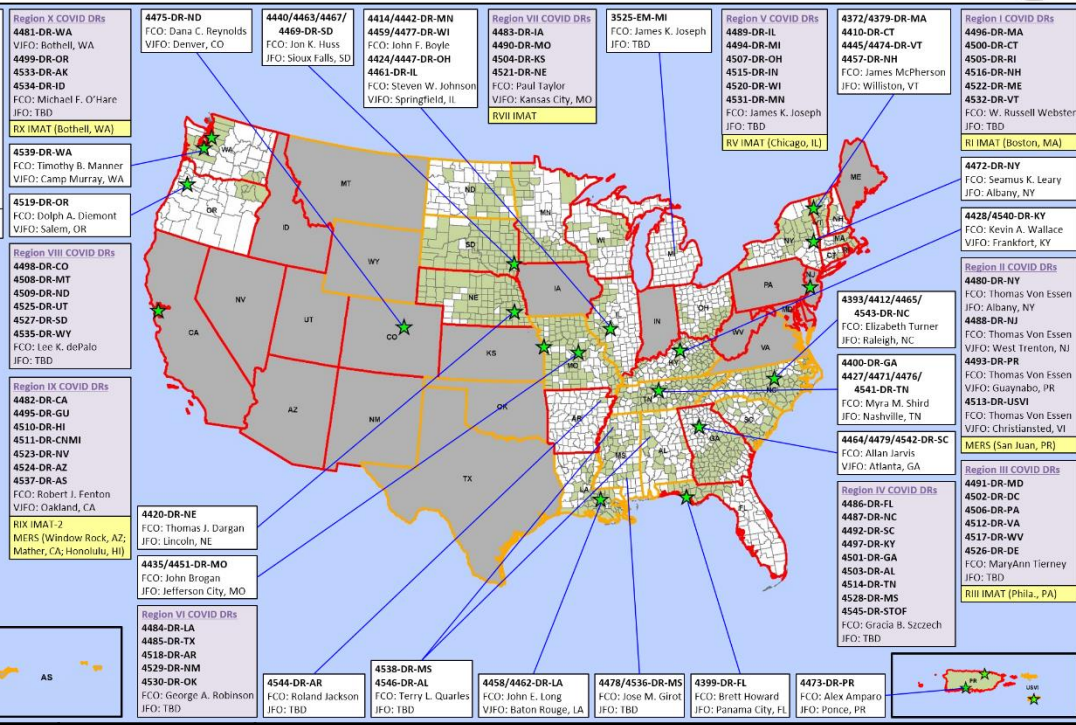 Region X COVID DRs
4481-DR-WA
VJFO: Bothell, WA
4499-DR-OR
4533-DR-AK
4534-DR-ID
FCO: Michael F. O'Hare
JFO: TBD
RX IMAT (Bothell, WA)
4539-DR-WA
FCO: Timothy B. Manner
VJFO: Camp Murray, WA
4519-DR-OR
FCO: Dolph A. Diemont
VJFO: Salem, OR
Region VIII COVID DRs
4498-DR-CO
4508-DR-MT
4509-DR-ND
4525-DR-UT
4527-DR-SD
4535-DR-WY
FCO: Lee K. dePalo
JFO: TBD
Region IX COVID DRs
4482-DR-CA
4495-DR-GU
4510-DR-HI
4511-DR-CNMI
4523-DR-NV
4524-DR-AZ
4537-DR-AS
FCO: Robert J. Fenton
VJFO: Oakland, CA
RIX IMAT-2
MERS (Window Rock, AZ;
Mather, CA; Honolulu, HI)
4475-DR-ND
FCO: Dana C. Reynolds
VJFO: Denver, CO
4440/4463/4467/
4469-DR-SD
FCO: Jon K. Huss
JFO: Sioux Falls, SD
4414/4442-DR-MN
4459/4477-DR-WI
FCO: John F. Boyle
4424/4447-DR-OH
4461-DR-IL
FCO: Steven W. Johnson
VJFO: Springfield, IL
Region VII COVID DRs
4483-DR-IA
4490-DR-MO
4504-DR-KS
4521-DR-NE
FCO: Paul Taylor
VJFO: Kansas City, MO
RVII IMAT
3525-EM-MI
FCO: James K. Joseph
JFO: TBD
Region V COVID DRs
4489-DR-IL
4494-DR-MI
4507-DR-OH
4515-DR-IN
4520-DR-WI
4531-DR-MN
FCO: James K. Joseph
JFO: TBD
RV IMAT (Chicago, IL)
4372/4379-DR-MA
4410-DR-CT
4445/4474-DR-VT
4457-DR-NH
FCO: James McPherson
JFO: Williston, VT
Region I COVID DRs
4496-DR-MA
4500-DR-CT
4505-DR-RI
4516-DR-NH
4522-DR-ME
4532-DR-VT
FCO: W. Russell Webster
JFO: TBD
RI IMAT (Boston, MA)
4472-DR-NY
FCO: Seamus K. Leary
JFO: Albany, NY
4428/4540-DR-KY
FCO: Kevin A. Wallace
VJFO: Frankfort, KY
Region II COVID DRs
4480-DR-NY
FCO: Thomas Von Essen
JFO: Albany, NY
4488-DR-NJ
FCO: Thomas Von Essen
VJFO: West Trenton, NJ
4493-DR-PR
FCO: Thomas Von Essen
VJFO: Guaynabo, PR
4513-DR-USVI
FCO: Thomas Von Essen
VJFO: Christiansted, VI
MERS (San Juan, PR)
4393/4412/4465/
4543-DR-NC
FCO: Elizabeth Turner
JFO: Raleigh, NC
4400-DR-GA
4427/4471/4476/
4541-DR-TN
FCO: Myra M. Shird
JFO: Nashville, TN
4464/4479/4542-DR-SC
FCO: Allan Jarvis
VJFO: Atlanta, GA
Region III COVID DRs
4491-DR-MD
4502-DR-DC
4506-DR-PA
4512-DR-VA
4517-DR-WV
4526-DR-DE
FCO: MaryAnn Tierney
JFO: TBD
RIII IMAT (Phila., PA)
Region IV COVID DRs
4486-DR-FL
4487-DR-NC
4492-DR-SC
4497-DR-KY
4501-DR-GA
4503-DR-AL
4514-DR-TN
4528-DR-MS
4545-STOF
FCO: Gracia B. Szczech
JFO: TBD
WA
OR
CA
NV
ID
MT
WY
UT
AZ
CO
NM
ND
SD
NE
KS
OK
TX
MN
IA
MO
AR
LA
WI
IL
MI
IN
OH
KY
TN
MS
AL
GA
FL
SC
NC
VA
WV
MD
PA
NJ
NY
CT
RI
MA
VT
NH
ME
4420-DR-NE
FCO: Thomas J. Dargan
JFO: Lincoln, NE
4435/4451-DR-MO
FCO: John Brogan
JFO: Jefferson City, MO
Region VI COVID DRs
4484-DR-LA
4485-DR-TX
4518-DR-AR
4529-DR-NM
4530-DR-OK
FCO: George A. Robinson
JFO: TBD
4544-DR-AR
FCO: Roland Jackson
JFO: TBD
4538-DR-MS
4546-DR-AL
FCO: Terry L. Quarles
JFO: TBD
4458/4462-DR-LA
FCO: John E. Long
VJFO: Baton Rouge, LA
4478/4536-DR-MS
FCO: Jose M. Girot
JFO: TBD
4399-DR-FL
FCO: Brett Howard
JFO: Panama City, FL
4473-DR-PR
FCO: Alex Amparo
JFO: Ponce, PR
AS
PR
USVI